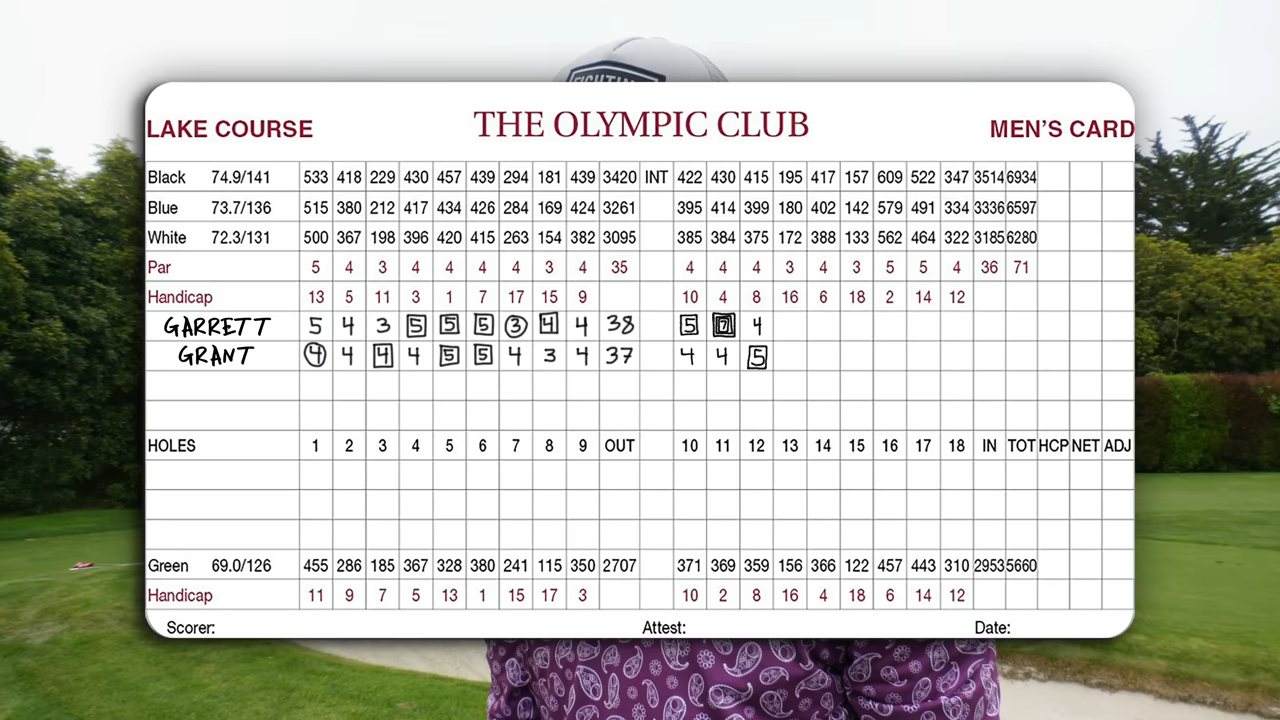 FIGHTIN
LAKE COURSE THE OLYMPIC CLUB MEN'S CARD
Black 74.9/141 533 418 229 430 457 439 294 181 439 3420 INT 422 430 415 195 417 157 609 522 347 3514 6934
Blue 73.7/136 515 380 212 417 434 426 284 169 424 3261 395 414 399 180 402 142 579 491 334 3336 6597
White 72.3/131 500 367 198 396 420 415 263 154 382 3095 385 384 375 172 388 133 562 464 322 3185 6280
Par 5 4 3 4 4 4 4 3 4 35 4 4 4 3 4 3 5 5 4 36 71
Handicap 13 5 11 3 1 7 17 15 9 10 4 8 16 6 18 2 14 12
GARRETT 5 4 3 5 5 5 3 4 4 38 5 7 4
GRANT 4 4 4 4 5 5 4 3 4 37 4 4 5
HOLES 1 2 3 4 5 6 7 8 9 OUT 10 11 12 13 14 15 16 17 18 IN TOT HCP NET ADJ
Green 69.0/126 455 286 185 367 328 380 241 115 350 2707 371 369 359 156 366 122 457 443 310 2953 5660
Handicap 11 9 7 5 13 1 15 17 3 10 2 8 16 4 18 6 14 12
Scorer: Attest: Date: